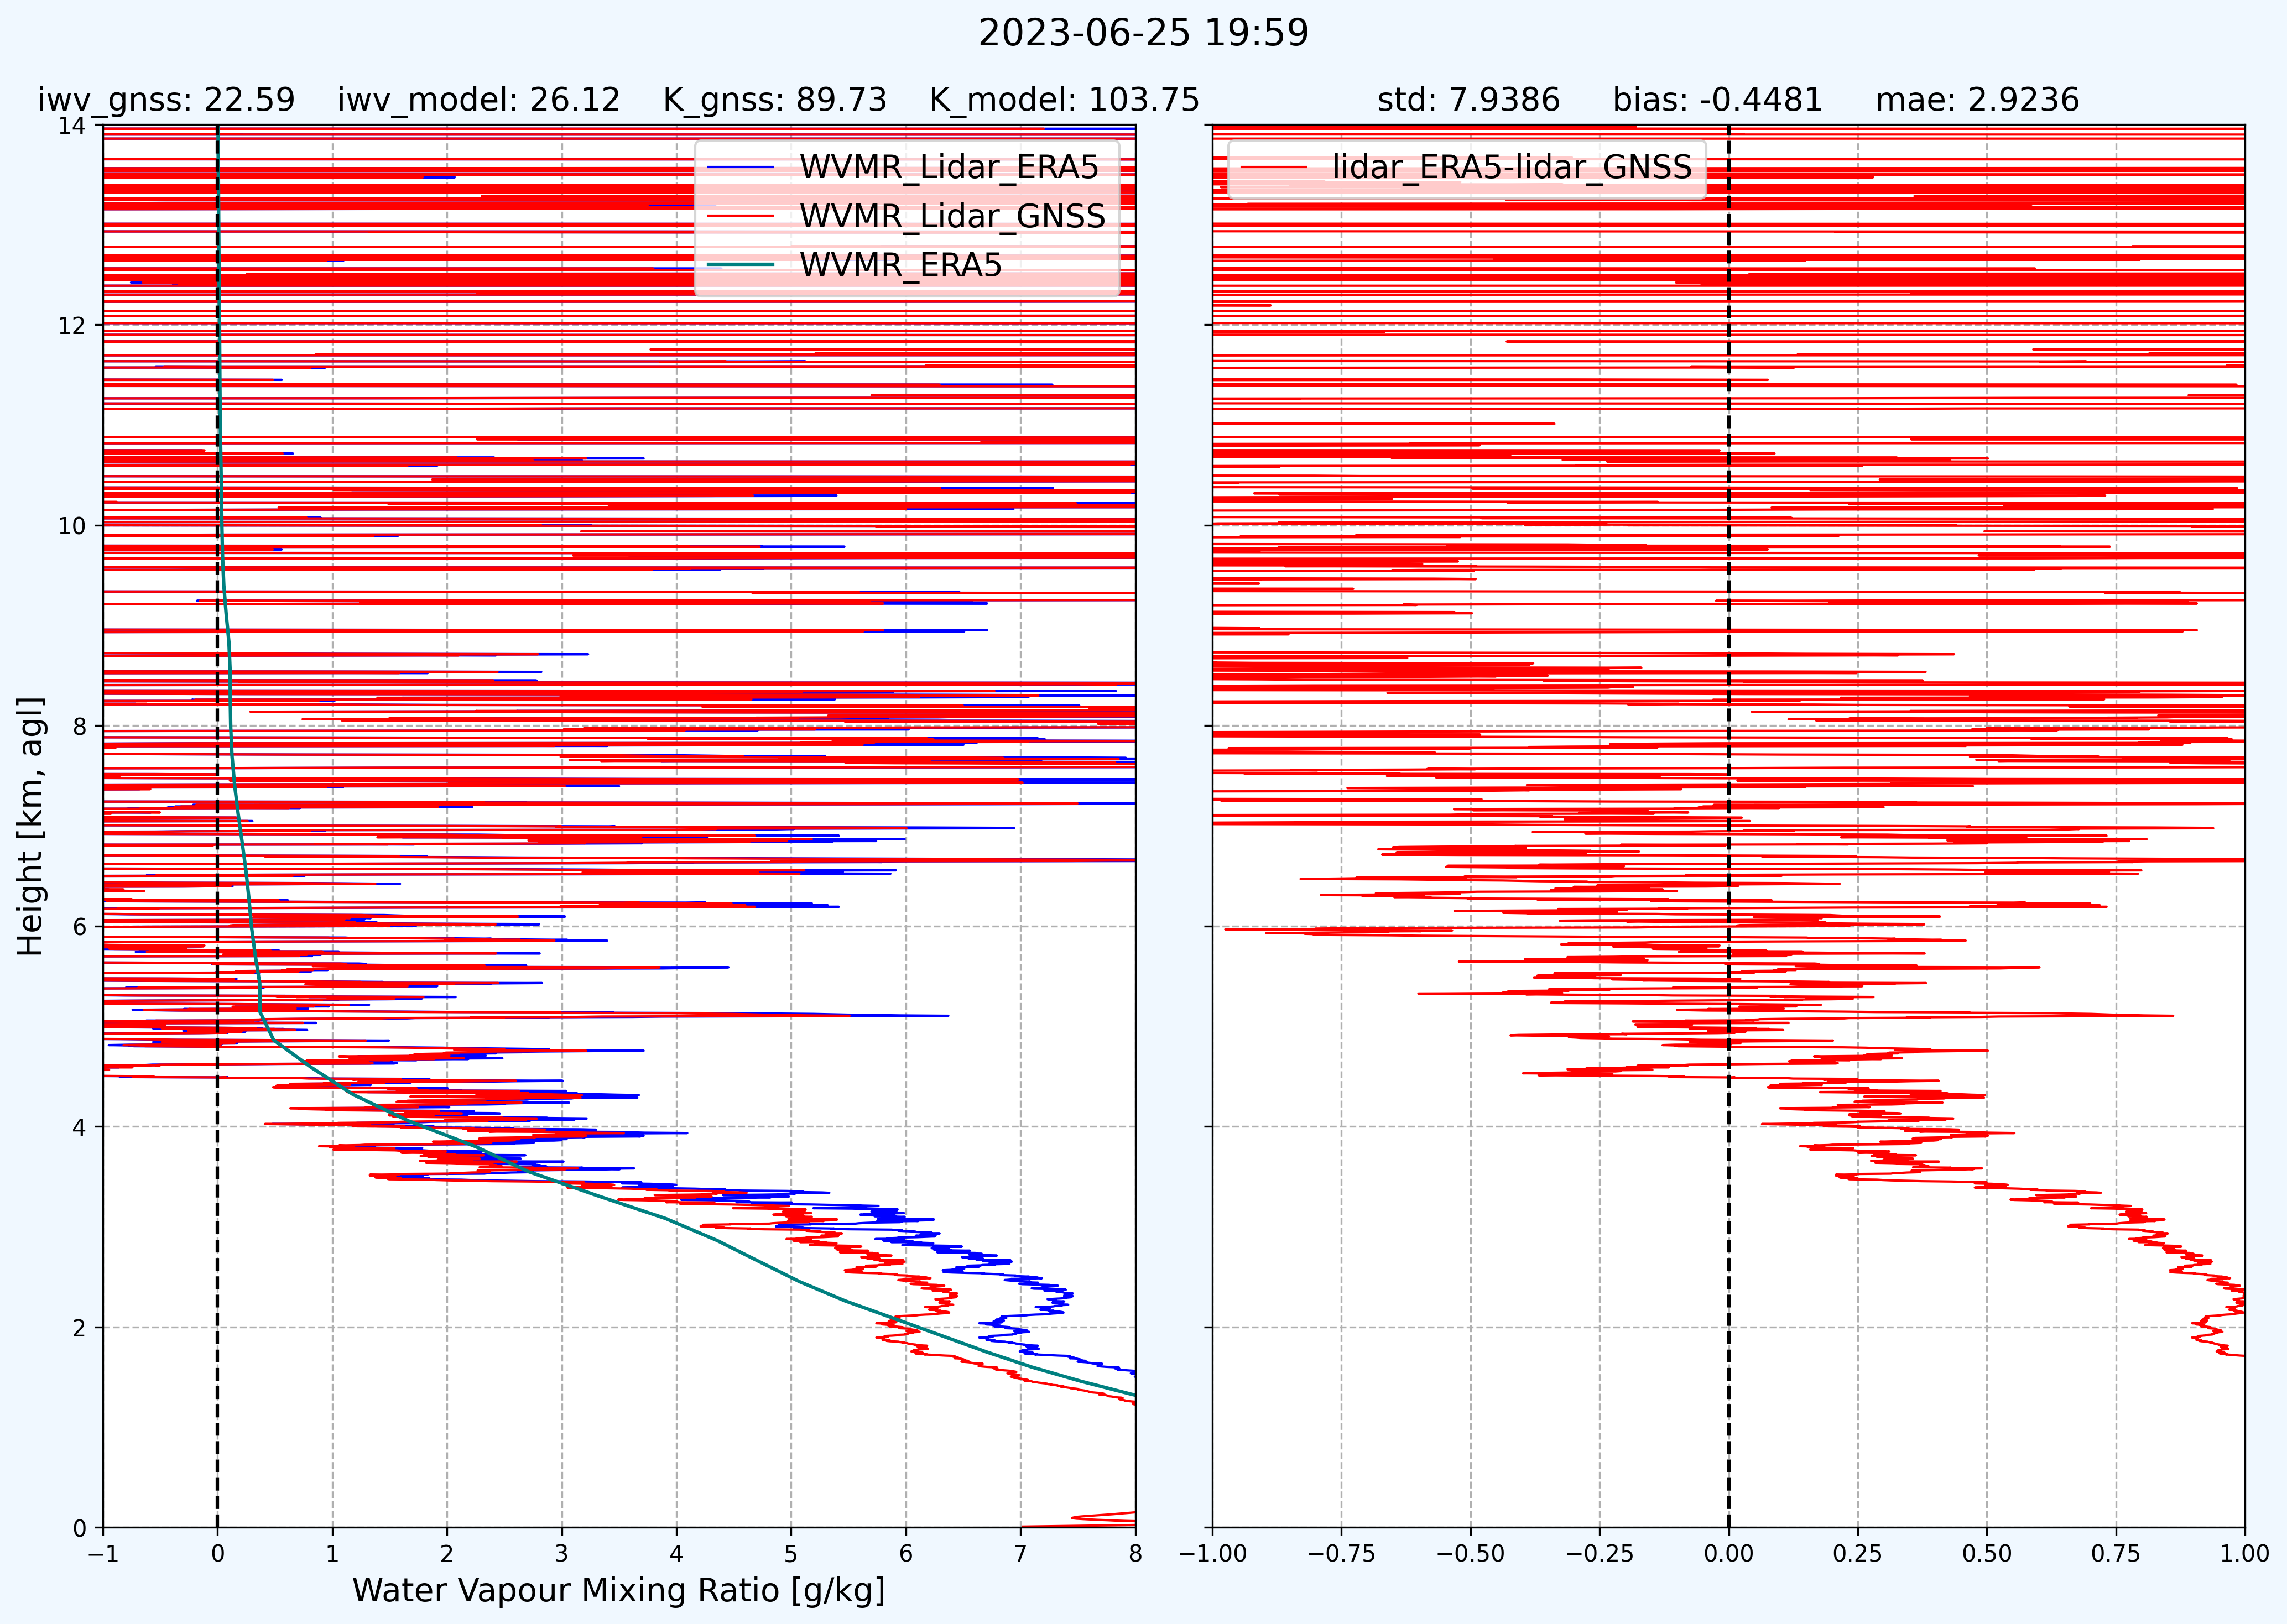 2023-06-25 19:59
iwv_gnss: 22.59 iwv_model: 26.12 K_gnss: 89.73 K_model: 103.75
std: 7.9386 bias: -0.4481 mae: 2.9236
WVMR_Lidar_ERA5
WVMR_Lidar_GNSS
WVMR_ERA5
lidar_ERA5-lidar_GNSS
Height [km, agl]
14
12
10
8
6
4
2
0
−1 0 1 2 3 4 5 6 7 8
Water Vapour Mixing Ratio [g/kg]
−1.00 −0.75 −0.50 −0.25 0.00 0.25 0.50 0.75 1.00